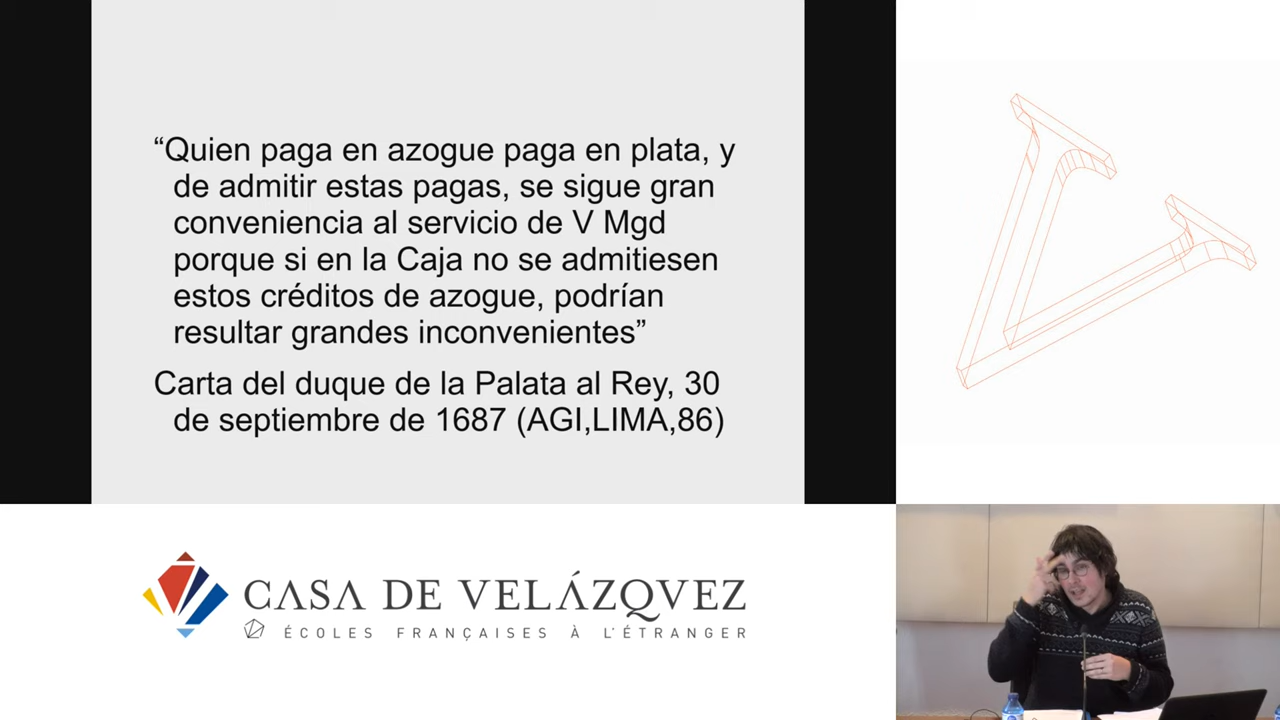 “Quien paga en azogue paga en plata, y
de admitir estas pagas, se sigue gran
conveniencia al servicio de V Mgd
porque si en la Caja no se admitiesen
estos créditos de azogue, podrían
resultar grandes inconvenientes”
Carta del duque de la Palata al Rey, 30
de septiembre de 1687 (AGI,LIMA,86)
CASA DE VELÁZQVEZ
ÉCOLES FRANÇAISES À L'ÉTRANGER